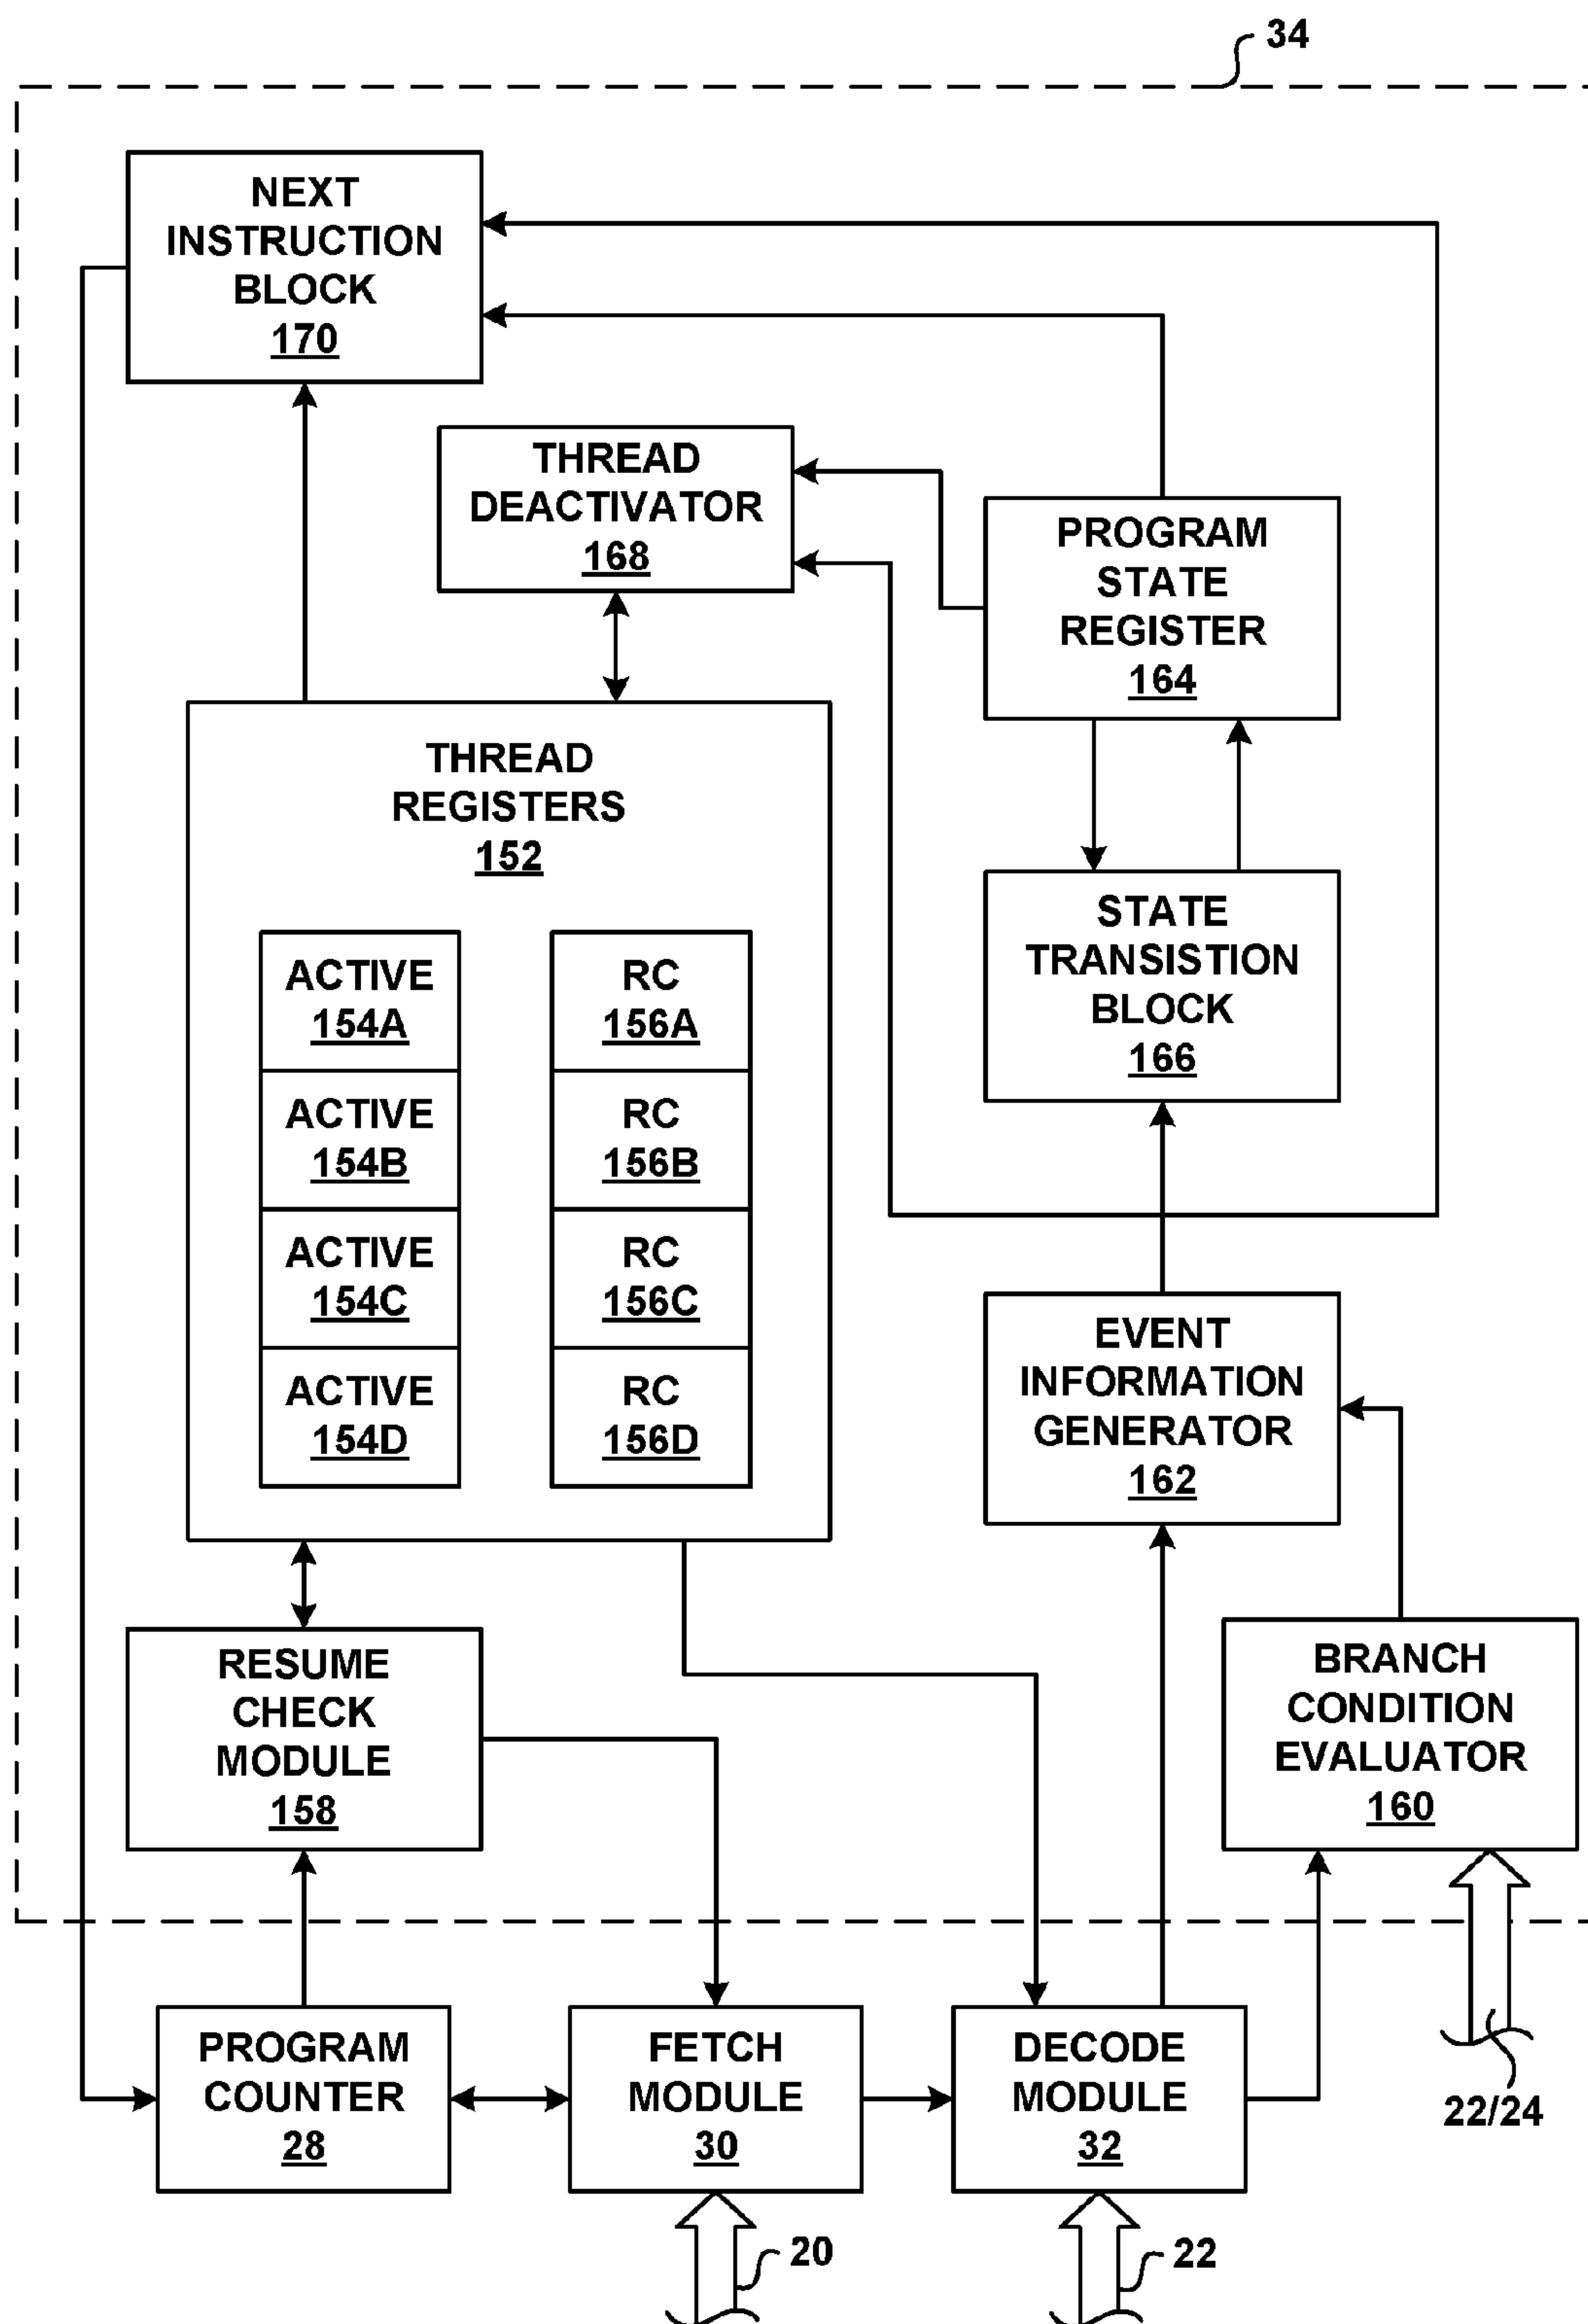 34
NEXT
INSTRUCTION
BLOCK
170
THREAD
DEACTIVATOR
168
PROGRAM
STATE
REGISTER
164
THREAD
REGISTERS
152
STATE
TRANSISTION
BLOCK
166
ACTIVE
154A
ACTIVE
154B
ACTIVE
154C
ACTIVE
154D
RC
156A
RC
156B
RC
156C
RC
156D
EVENT
INFORMATION
GENERATOR
162
RESUME
CHECK
MODULE
158
BRANCH
CONDITION
EVALUATOR
160
PROGRAM
COUNTER
28
FETCH
MODULE
30
DECODE
MODULE
32
22/24
20
22